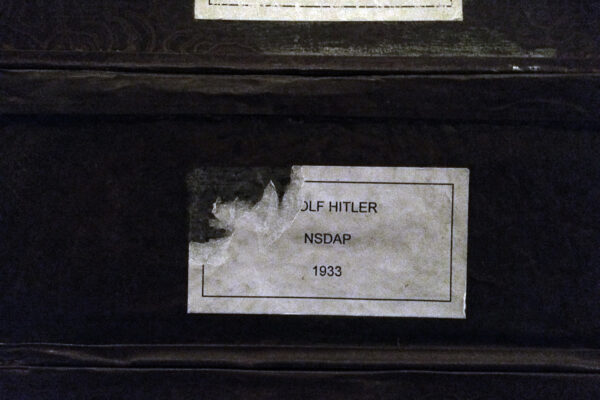 OLF HITLER
NSDAP
1933